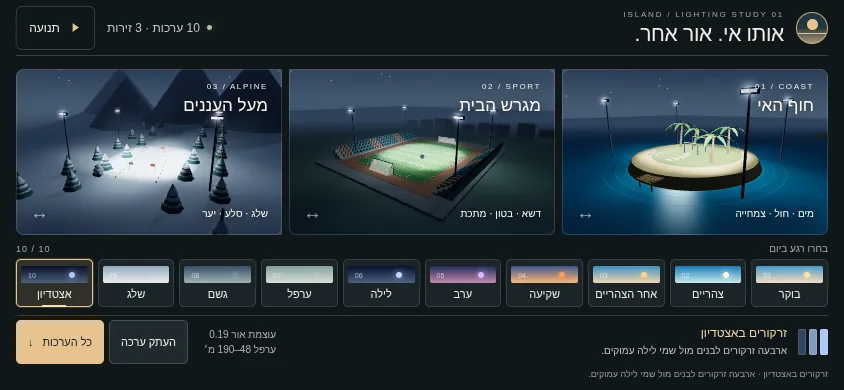 ISLAND / LIGHTING STUDY 01
אותו אי. אור אחר.
10 ערכות · 3 זירות
תנועה
01 / COAST
חוף האי
מים · חול · צמחייה
02 / SPORT
מגרש הבית
דשא · בטון · מתכת
03 / ALPINE
מעל העננים
שלג · סלע · יער
בחרו רגע ביום
10 / 10
01
בוקר
02
צהריים
03
אחר הצהריים
04
שקיעה
05
ערב
06
לילה
07
ערפל
08
גשם
09
שלג
10
אצטדיון
זרקורים באצטדיון
ארבעה זרקורים לבנים מול שמי לילה עמוקים.
עוצמת אור 0.19
ערפל 48–190 מ׳
העתק ערכה
כל הערכות ↓
זרקורים באצטדיון · ארבעה זרקורים לבנים מול שמי לילה עמוקים.